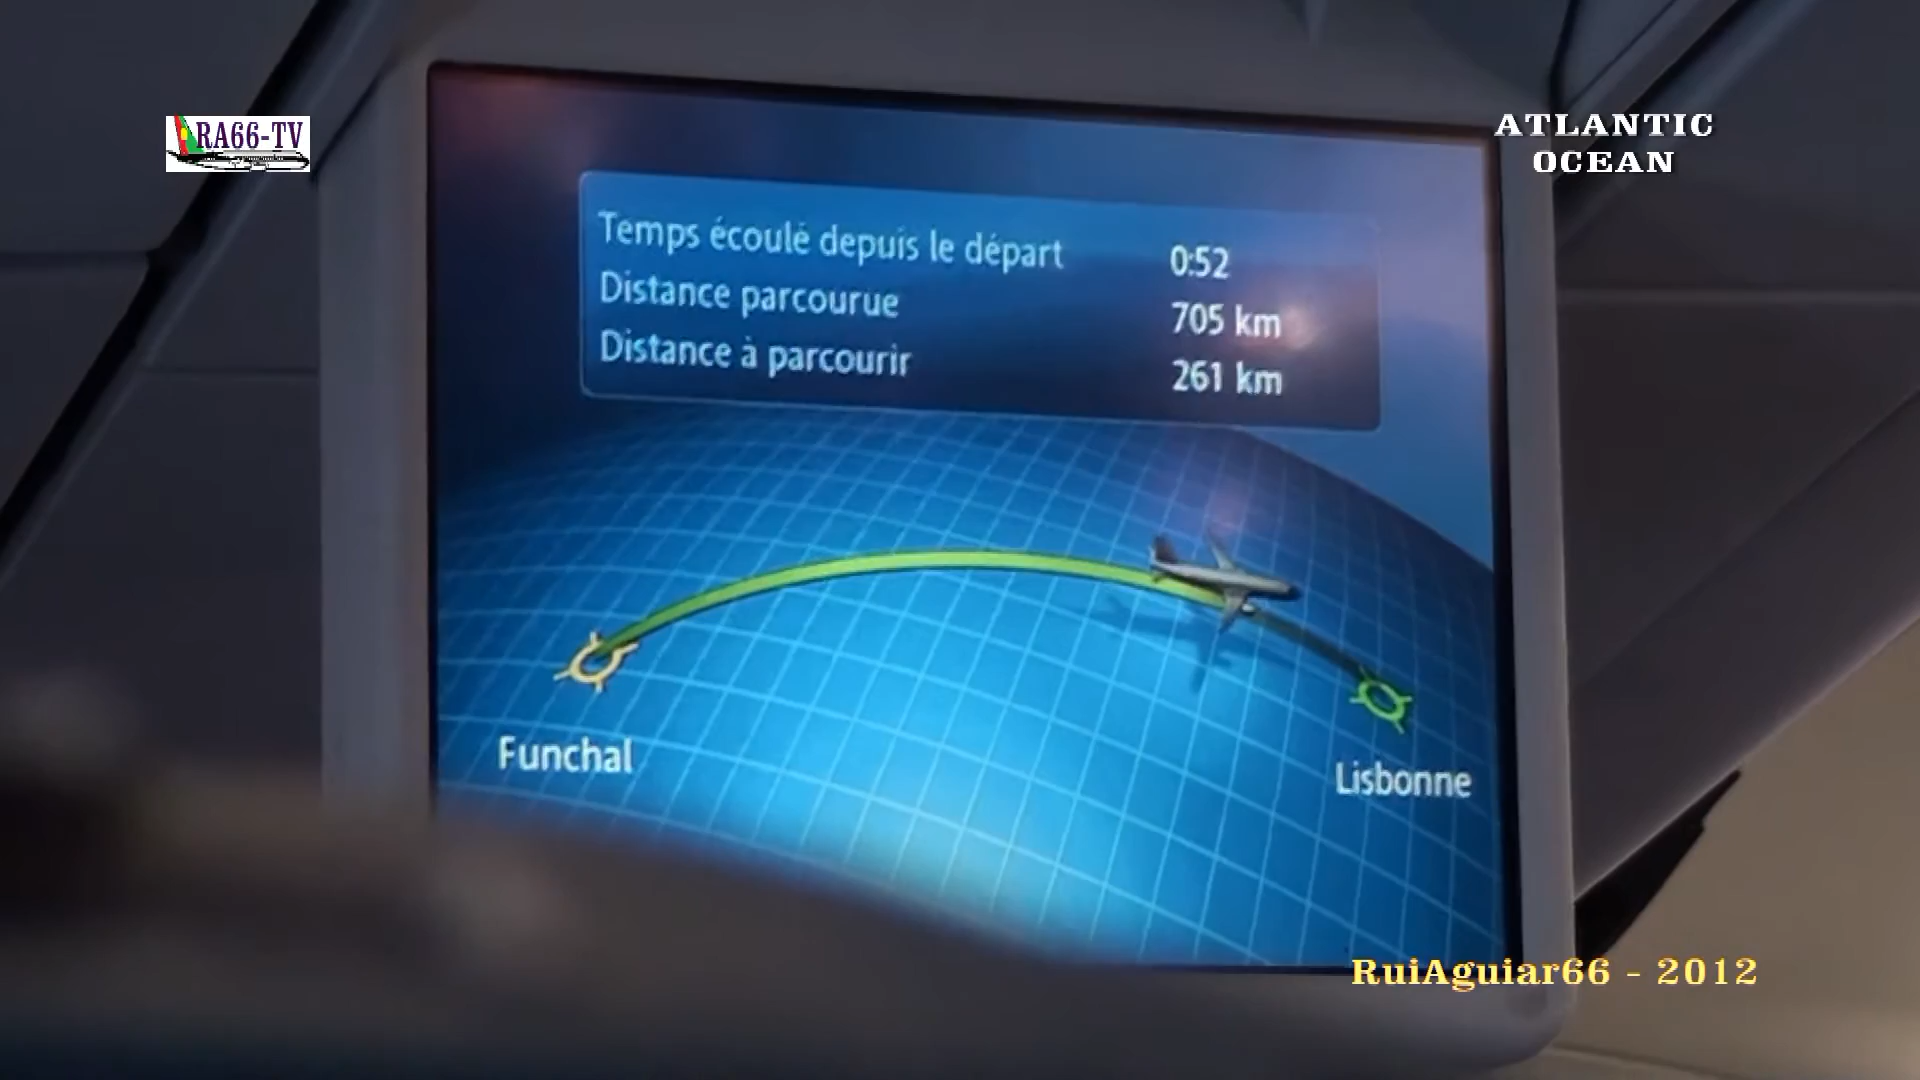 RA66-TV
ATLANTIC
OCEAN
Temps écoulé depuis le départ 0:52
Distance parcourue 705 km
Distance à parcourir 261 km
Funchal
Lisbonne
RuiAguiar66 - 2012